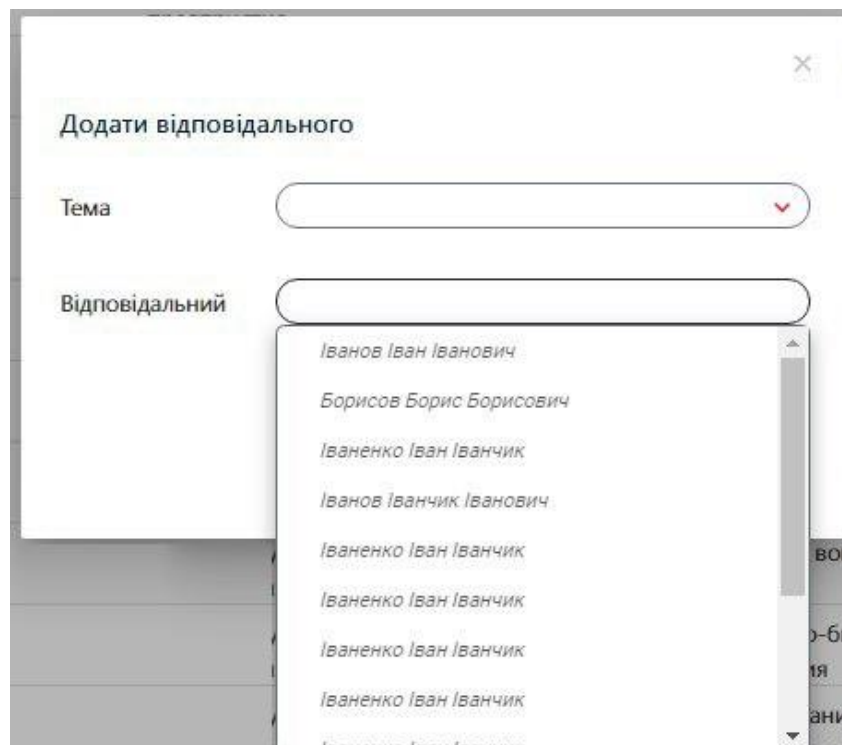 Додати відповідального
Тема
Відповідальний
Іванов Іван Іванович
Борисов Борис Борисович
Іваненко Іван Іванчик
Іванов Іванчик Іванович
Іваненко Іван Іванчик
Іваненко Іван Іванчик
Іваненко Іван Іванчик
Іваненко Іван Іванчик